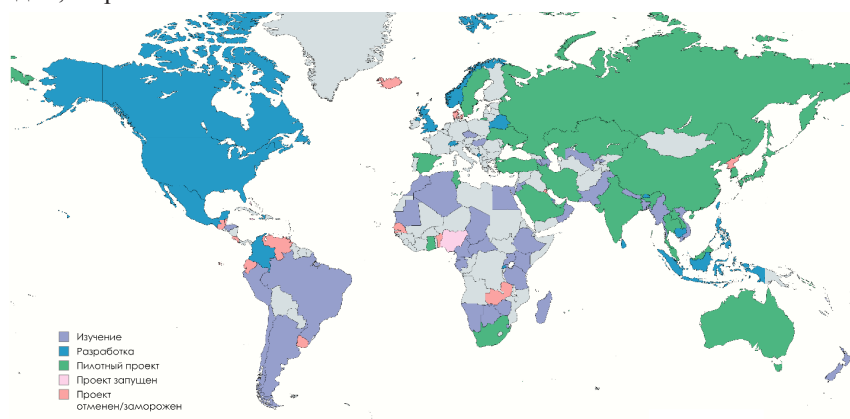 Изучение
Разработка
Пилотный проект
Проект запущен
Проект
отменен/заморожен